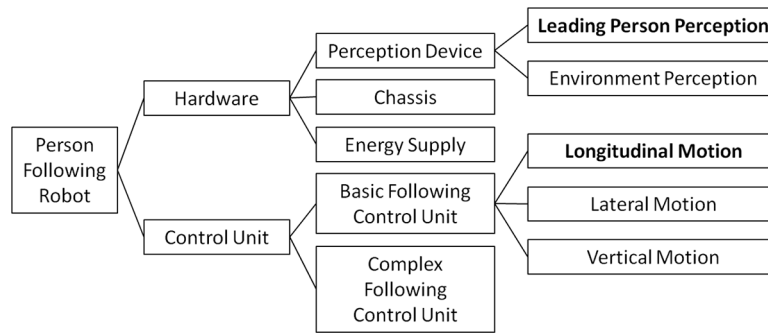 Person
Following
Robot
Hardware
Control Unit
Perception Device
Chassis
Energy Supply
Basic Following
Control Unit
Complex
Following
Control Unit
Leading Person Perception
Environment Perception
Longitudinal Motion
Lateral Motion
Vertical Motion